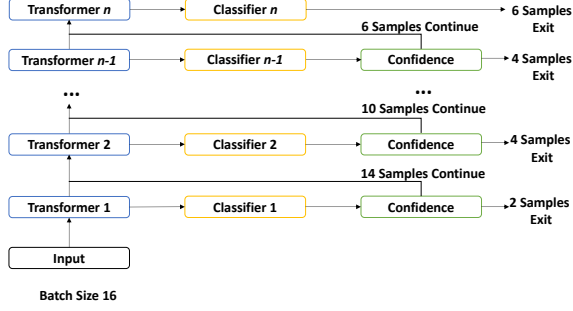 Transformer n
Classifier n
6 Samples
Exit
6 Samples Continue
Transformer n-1
Classifier n-1
Confidence
4 Samples
Exit
...
...
10 Samples Continue
Transformer 2
Classifier 2
Confidence
4 Samples
Exit
14 Samples Continue
Transformer 1
Classifier 1
Confidence
2 Samples
Exit
Input
Batch Size 16